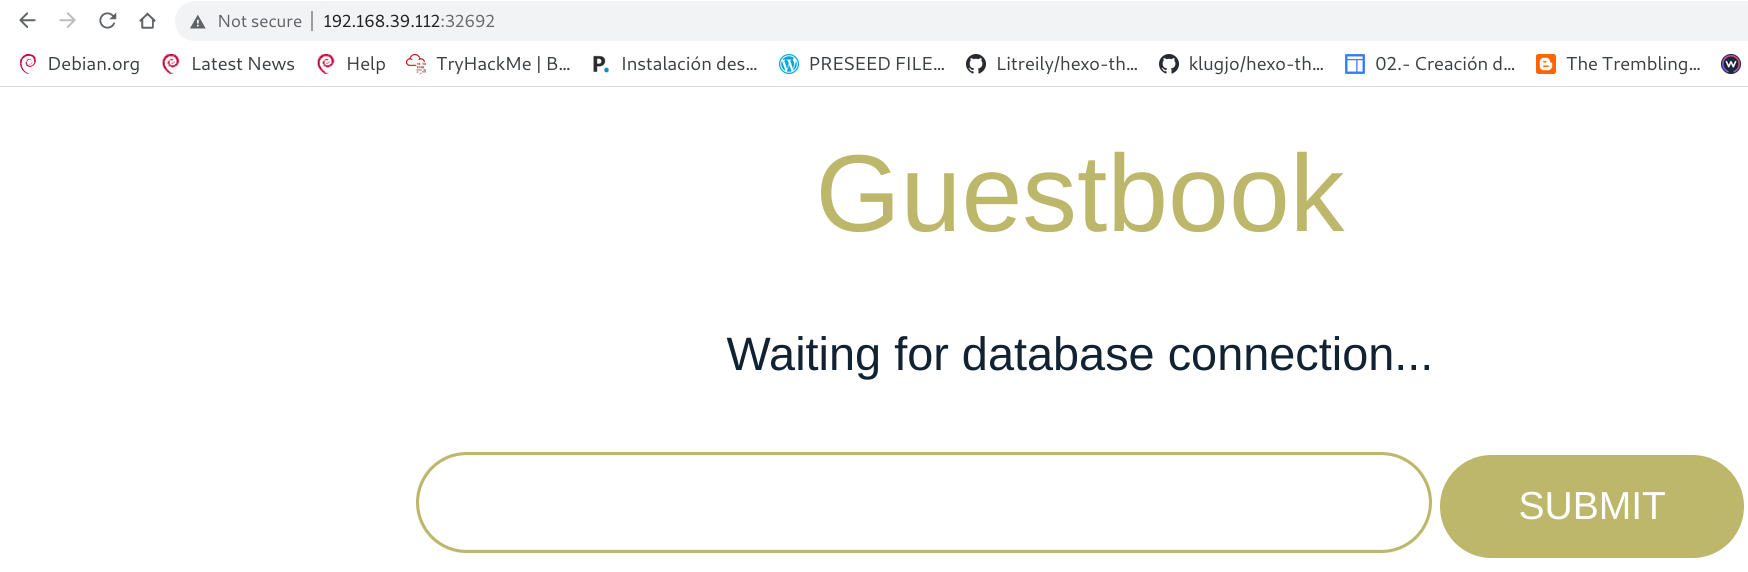 Not secure | 192.168.39.112:32692
Debian.org Latest News Help TryHackMe | B... Instalación des... PRESEED FILE... Litreily/hexo-th... klugjo/hexo-th... 02.- Creación d... The Trembling...
Guestbook
Waiting for database connection...
SUBMIT